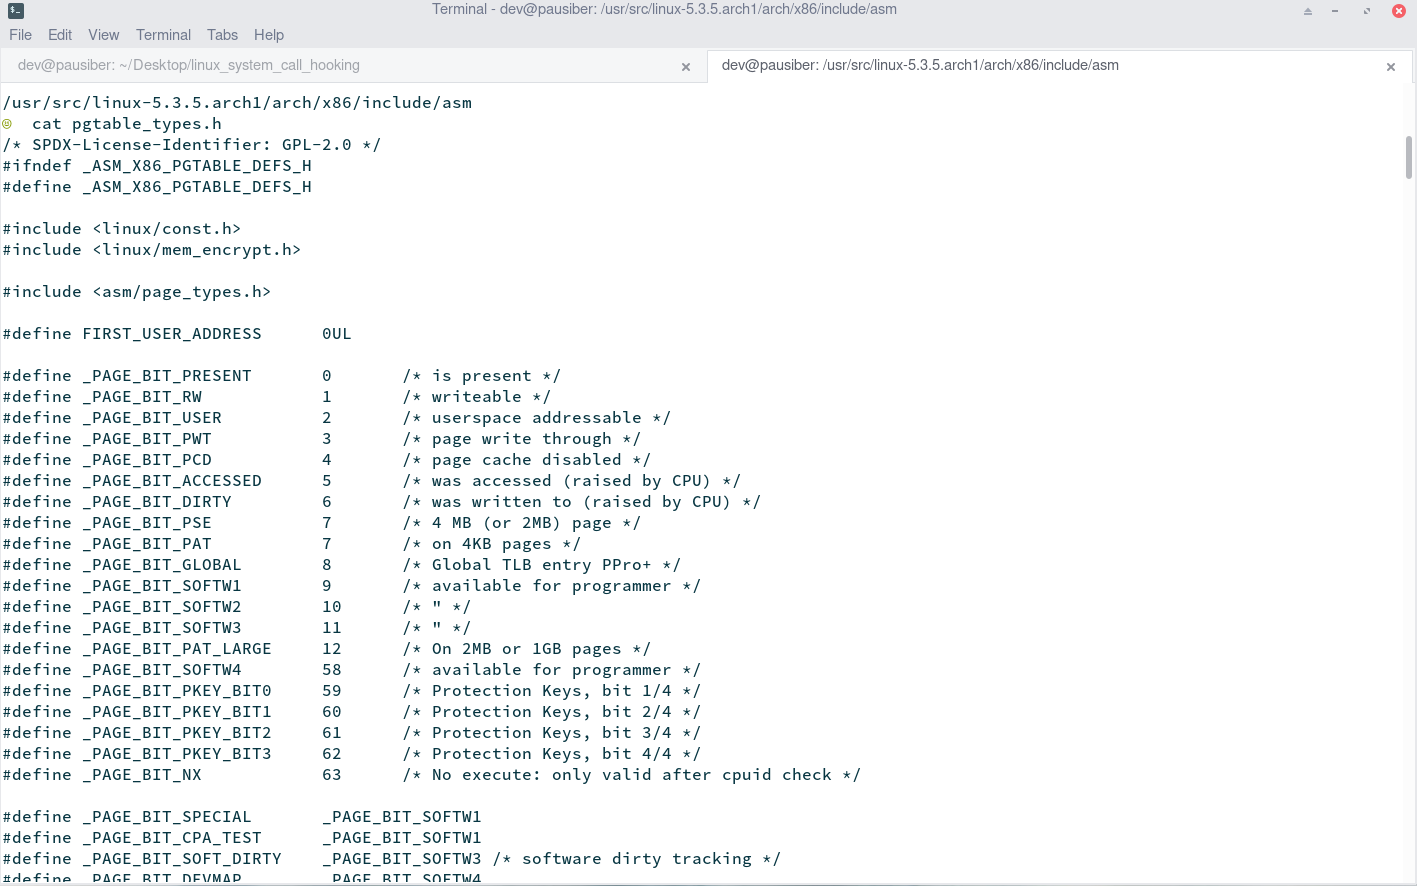 Terminal - dev@pausiber: /usr/src/linux-5.3.5.arch1/arch/x86/include/asm
File Edit View Terminal Tabs Help
dev@pausiber: ~/Desktop/linux_system_call_hooking
dev@pausiber: /usr/src/linux-5.3.5.arch1/arch/x86/include/asm
/usr/src/linux-5.3.5.arch1/arch/x86/include/asm
cat pgtable_types.h
/* SPDX-License-Identifier: GPL-2.0 */
#ifndef _ASM_X86_PGTABLE_DEFS_H
#define _ASM_X86_PGTABLE_DEFS_H
#include <linux/const.h>
#include <linux/mem_encrypt.h>
#include <asm/page_types.h>
#define FIRST_USER_ADDRESS 0UL
#define _PAGE_BIT_PRESENT 0 /* is present */
#define _PAGE_BIT_RW 1 /* writeable */
#define _PAGE_BIT_USER 2 /* userspace addressable */
#define _PAGE_BIT_PWT 3 /* page write through */
#define _PAGE_BIT_PCD 4 /* page cache disabled */
#define _PAGE_BIT_ACCESSED 5 /* was accessed (raised by CPU) */
#define _PAGE_BIT_DIRTY 6 /* was written to (raised by CPU) */
#define _PAGE_BIT_PSE 7 /* 4 MB (or 2MB) page */
#define _PAGE_BIT_PAT 7 /* on 4KB pages */
#define _PAGE_BIT_GLOBAL 8 /* Global TLB entry PPro+ */
#define _PAGE_BIT_SOFTW1 9 /* available for programmer */
#define _PAGE_BIT_SOFTW2 10 /* " */
#define _PAGE_BIT_SOFTW3 11 /* " */
#define _PAGE_BIT_PAT_LARGE 12 /* On 2MB or 1GB pages */
#define _PAGE_BIT_SOFTW4 58 /* available for programmer */
#define _PAGE_BIT_PKEY_BIT0 59 /* Protection Keys, bit 1/4 */
#define _PAGE_BIT_PKEY_BIT1 60 /* Protection Keys, bit 2/4 */
#define _PAGE_BIT_PKEY_BIT2 61 /* Protection Keys, bit 3/4 */
#define _PAGE_BIT_PKEY_BIT3 62 /* Protection Keys, bit 4/4 */
#define _PAGE_BIT_NX 63 /* No execute: only valid after cpuid check */
#define _PAGE_BIT_SPECIAL _PAGE_BIT_SOFTW1
#define _PAGE_BIT_CPA_TEST _PAGE_BIT_SOFTW1
#define _PAGE_BIT_SOFT_DIRTY _PAGE_BIT_SOFTW3 /* software dirty tracking */
#define _PAGE_BIT_DEVMAP _PAGE_BIT_SOFTW4